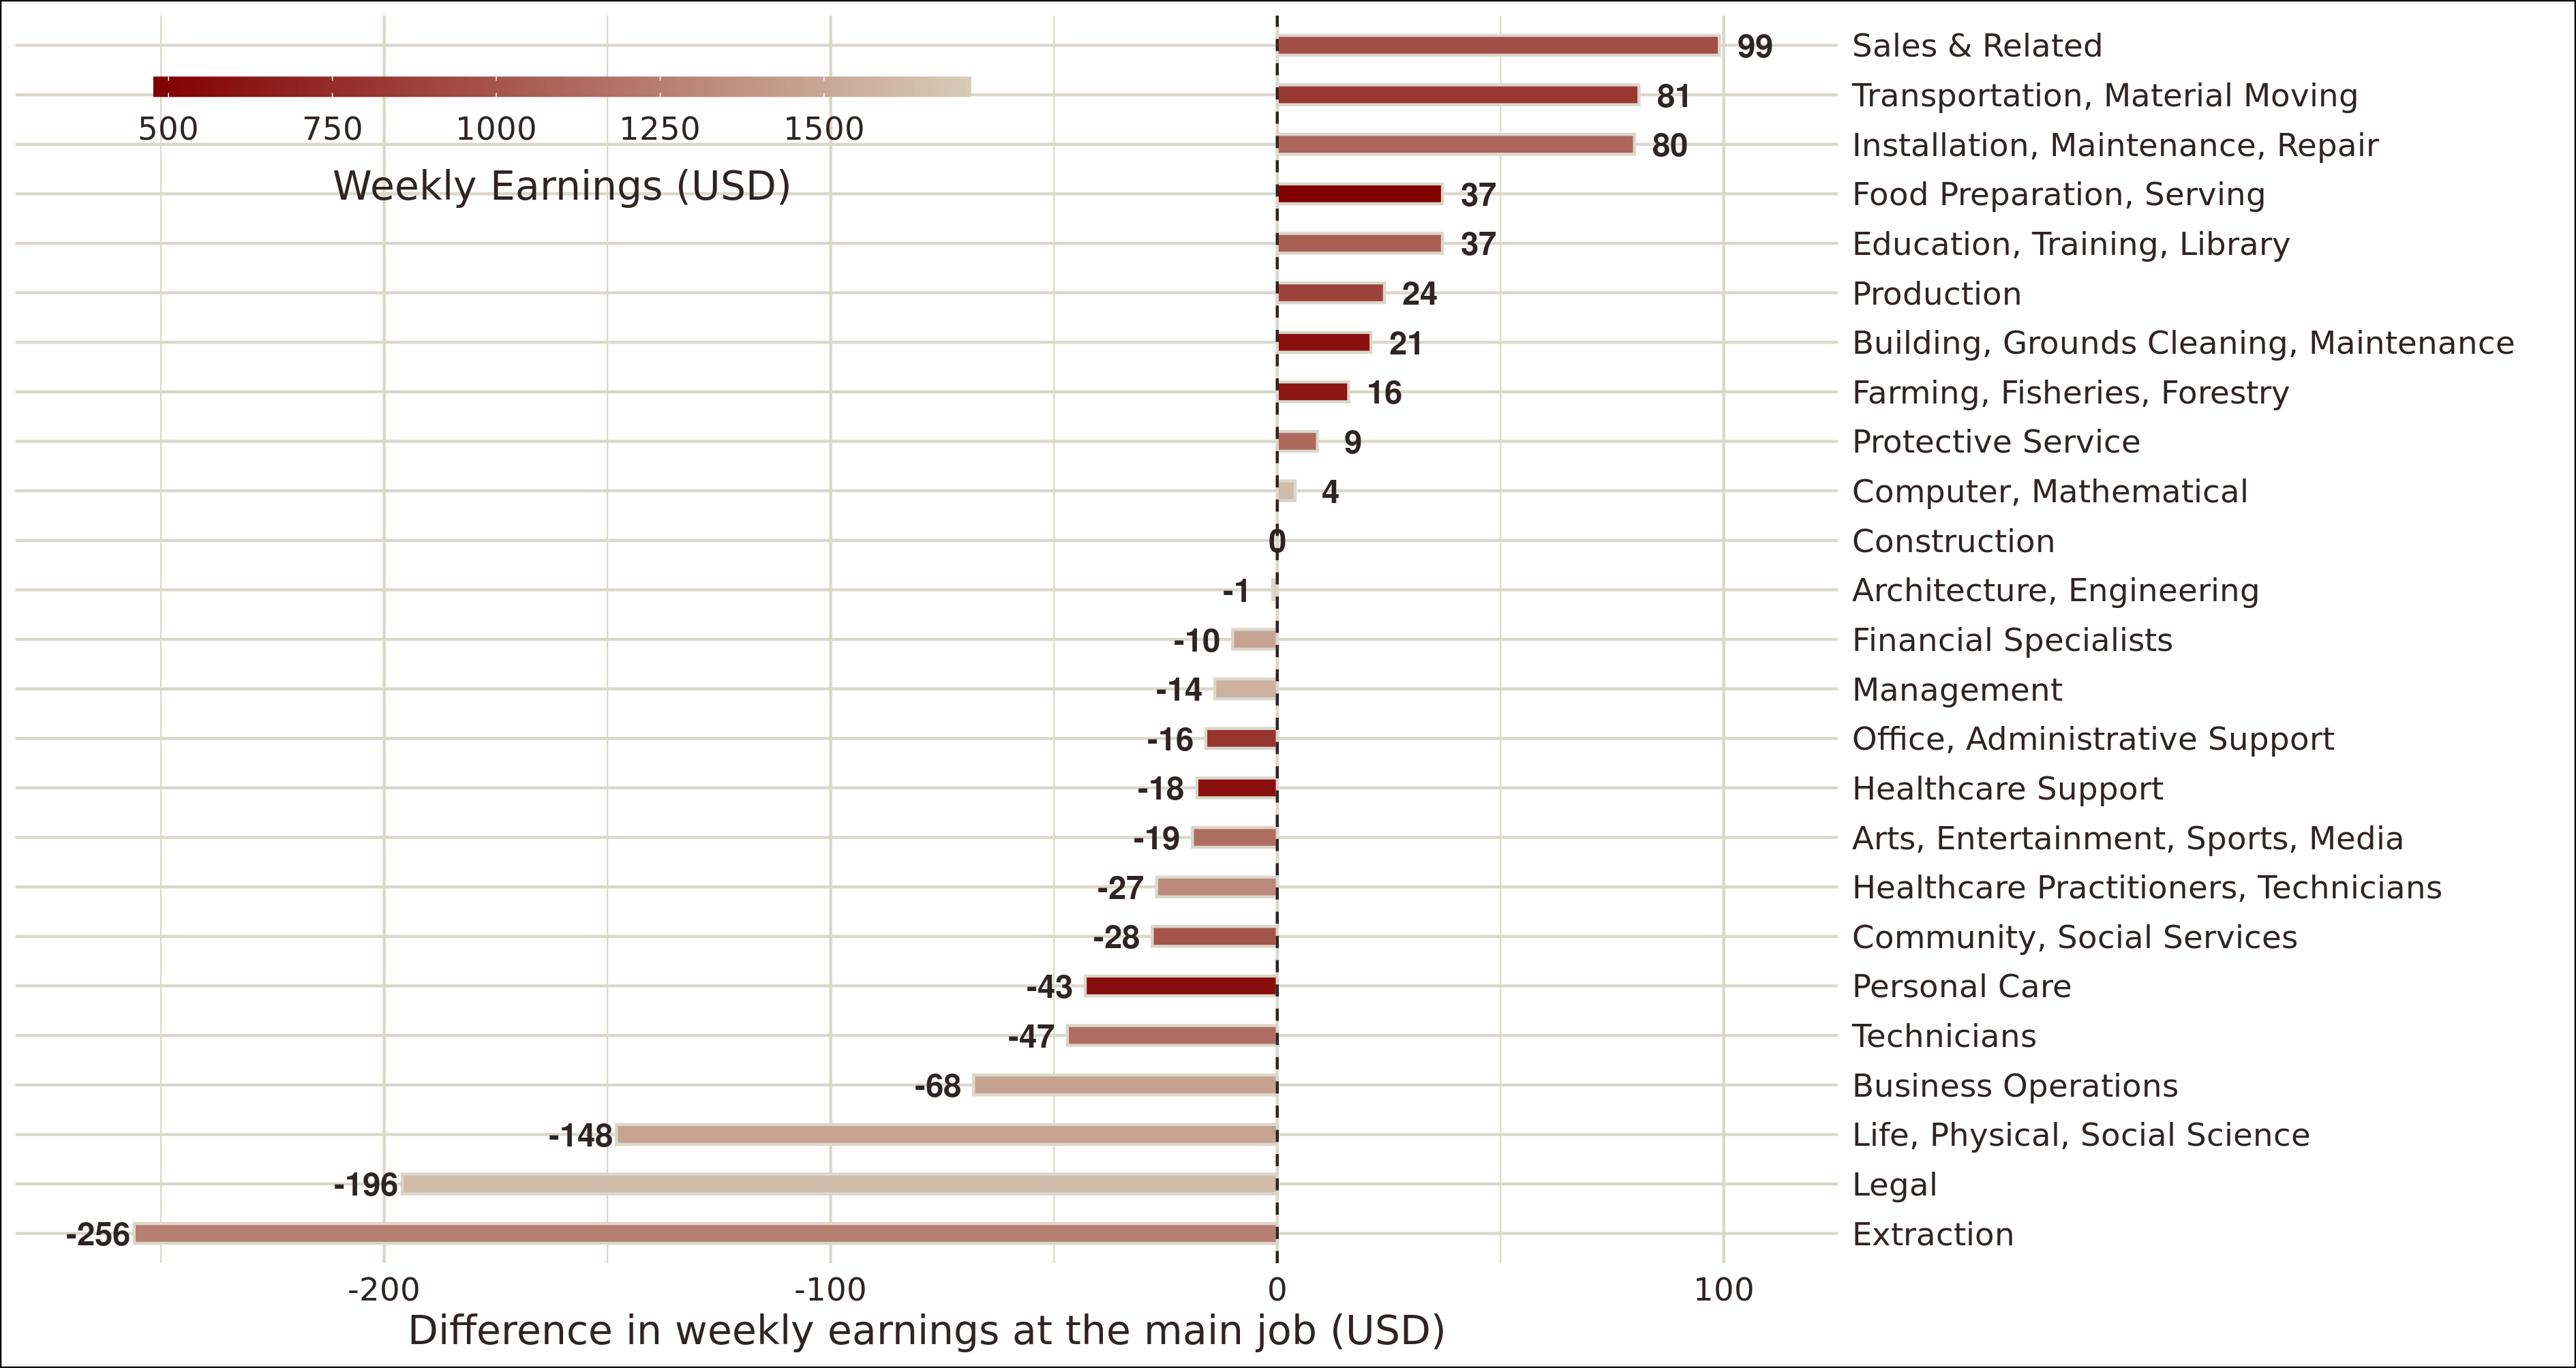 99 Sales & Related
500 750 1000 1250 1500
Weekly Earnings (USD)
81 Transportation, Material Moving
80 Installation, Maintenance, Repair
37 Food Preparation, Serving
37 Education, Training, Library
24 Production
21 Building, Grounds Cleaning, Maintenance
16 Farming, Fisheries, Forestry
9 Protective Service
4 Computer, Mathematical
0 Construction
-1 Architecture, Engineering
-10 Financial Specialists
-14 Management
-16 Office, Administrative Support
-18 Healthcare Support
-19 Arts, Entertainment, Sports, Media
-27 Healthcare Practitioners, Technicians
-28 Community, Social Services
-43 Personal Care
-47 Technicians
-68 Business Operations
-148 Life, Physical, Social Science
-196 Legal
-256 Extraction
-200 -100 0 100
Difference in weekly earnings at the main job (USD)